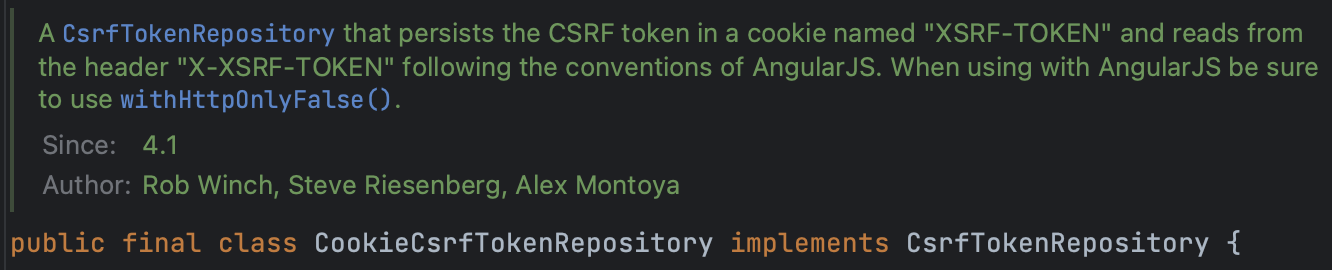 A CsrfTokenRepository that persists the CSRF token in a cookie named "XSRF-TOKEN" and reads from
the header "X-XSRF-TOKEN" following the conventions of AngularJS. When using with AngularJS be sure
to use withHttpOnlyFalse().
Since: 4.1
Author: Rob Winch, Steve Riesenberg, Alex Montoya
public final class CookieCsrfTokenRepository implements CsrfTokenRepository {